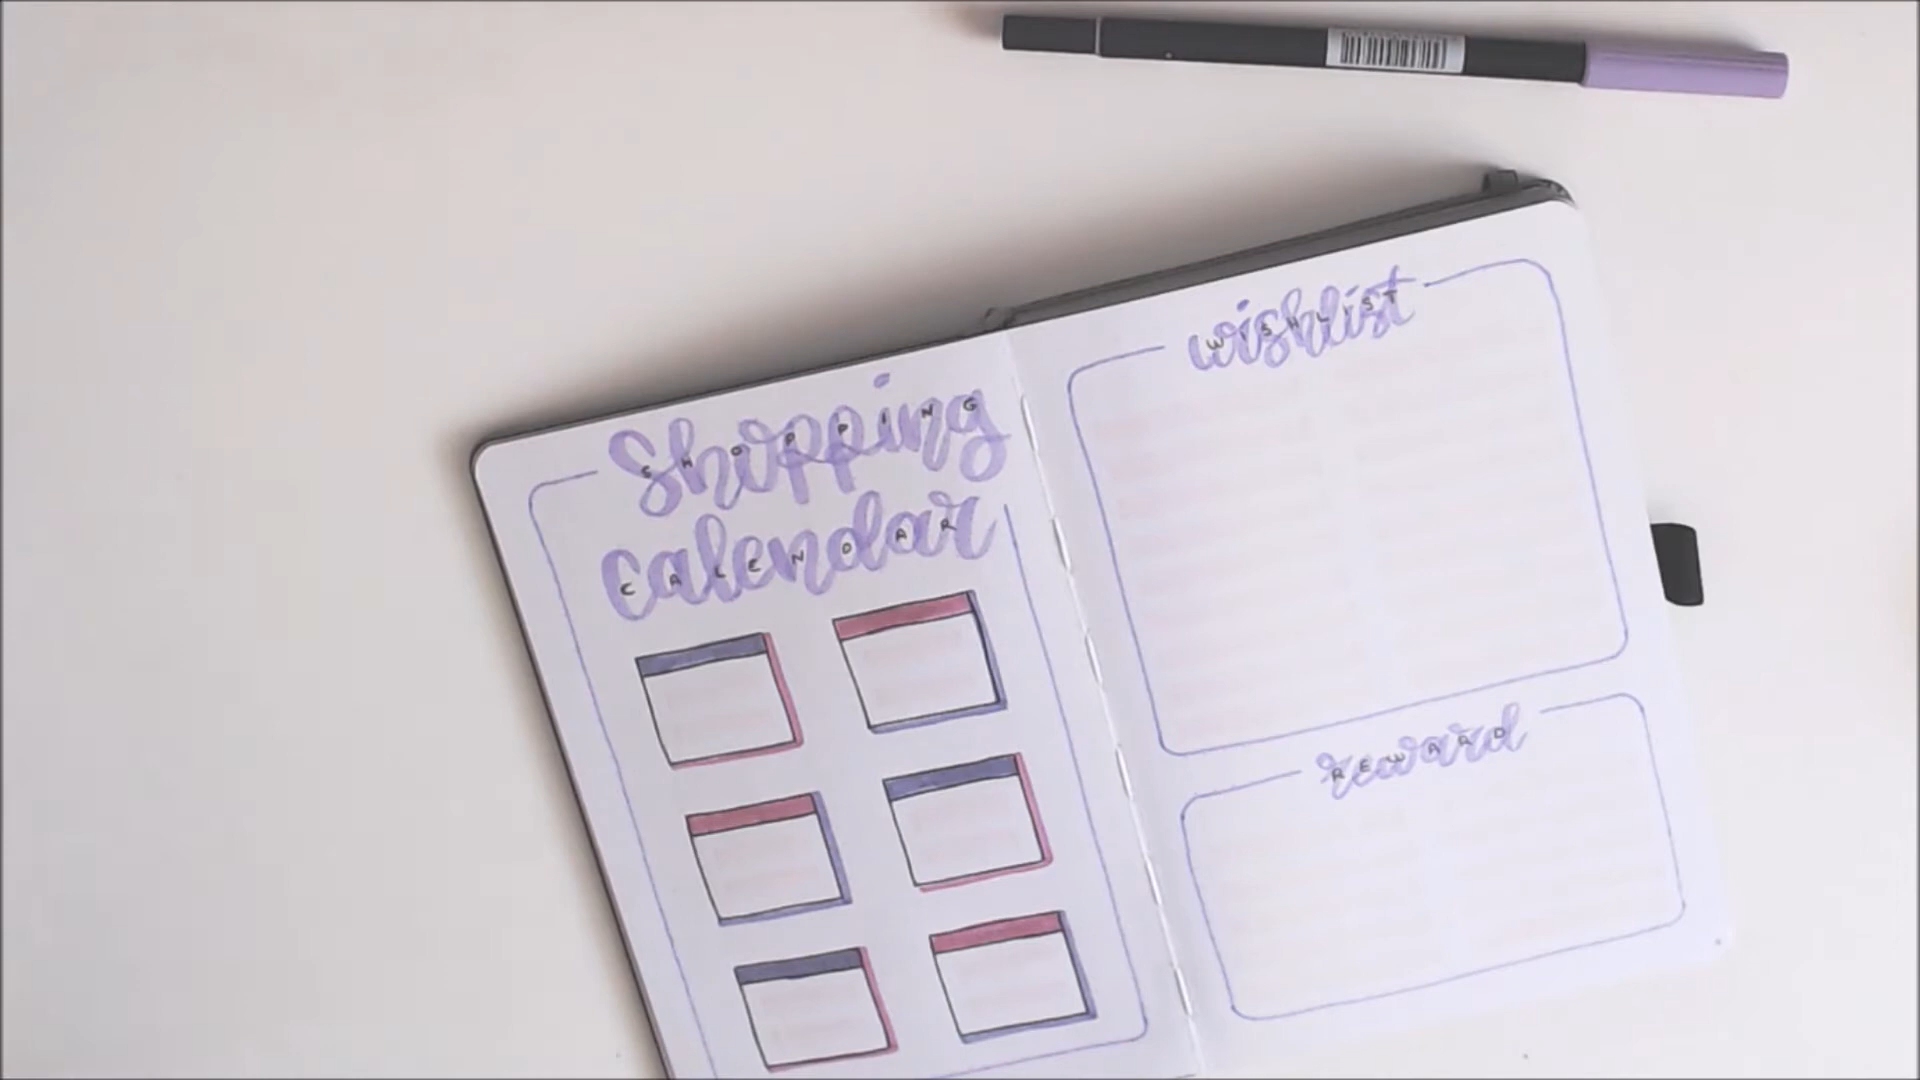 Shopping
SHOPPING
calendar
CALENDAR
wishlist
WISHLIST
reward
REWARD